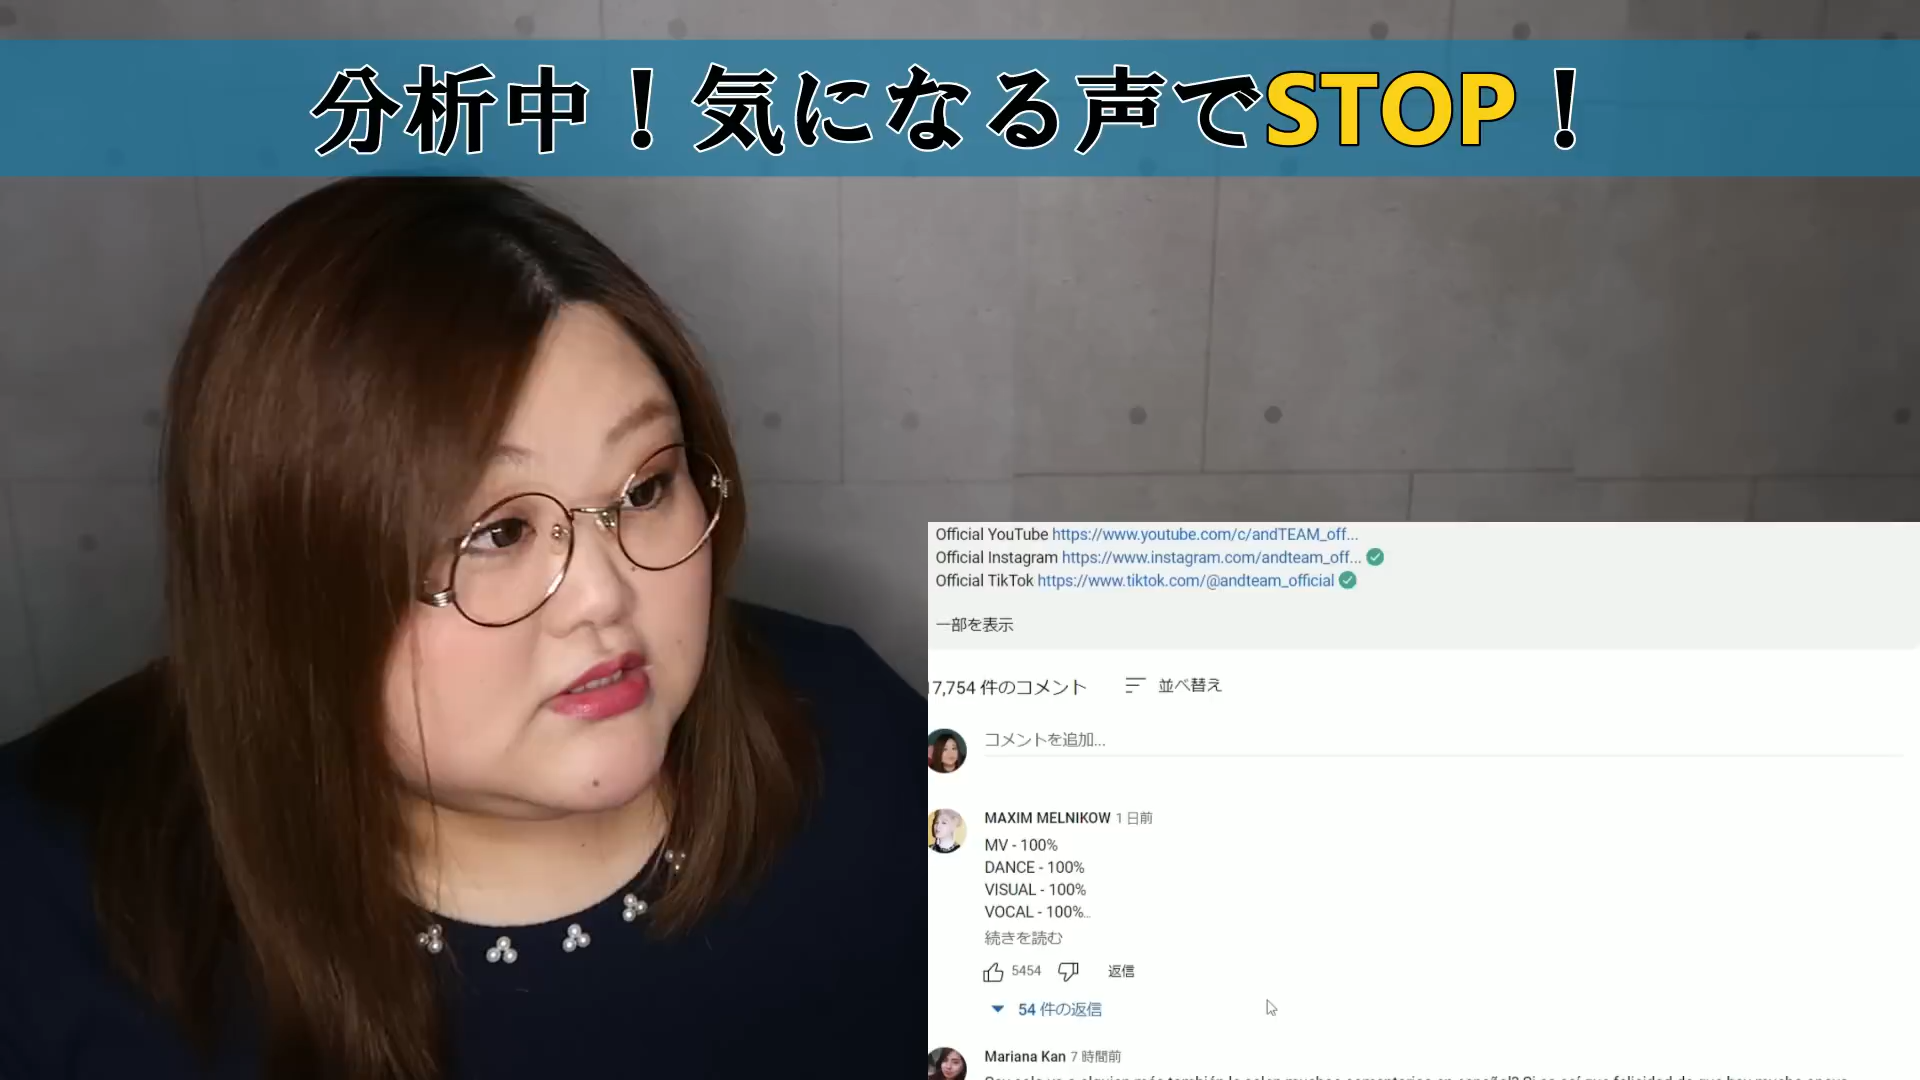 分析中！気になる声でSTOP！
Official YouTube https://www.youtube.com/c/andTEAM_off...
Official Instagram https://www.instagram.com/andteam_off...
Official TikTok https://www.tiktok.com/@andteam_official
一部を表示
7,754 件のコメント 並べ替え
コメントを追加...
MAXIM MELNIKOW 1 日前
MV - 100%
DANCE - 100%
VISUAL - 100%
VOCAL - 100%...
続きを読む
5454 返信
54 件の返信
Mariana Kan 7 時間前